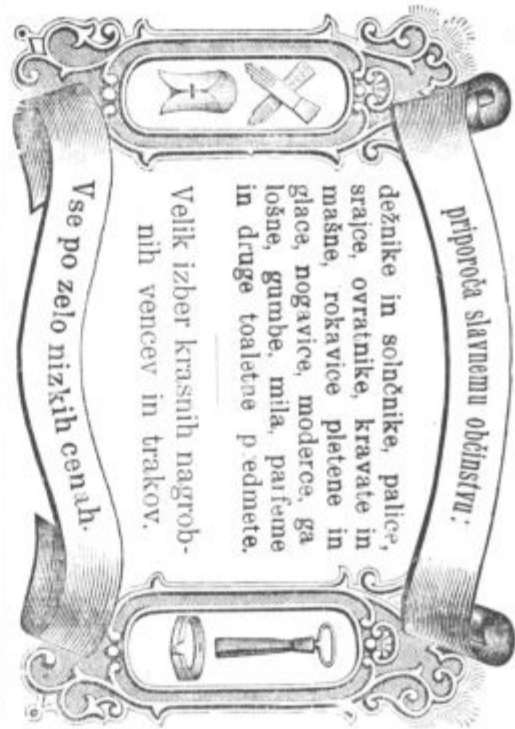 priporoča slavnemu občinstvu:
dežnike in solnčnike, palice,
srajce, ovratnike, kravate in
mašne, rokavice pletene in
glace, nogavice, moderce, ga
lošne, gumbe, mila, parfeme
in druge toaletne predmete.
Velik izber krasnih nagrob-
nih vencev in trakov.
Vse po zelo nizkih cenah.